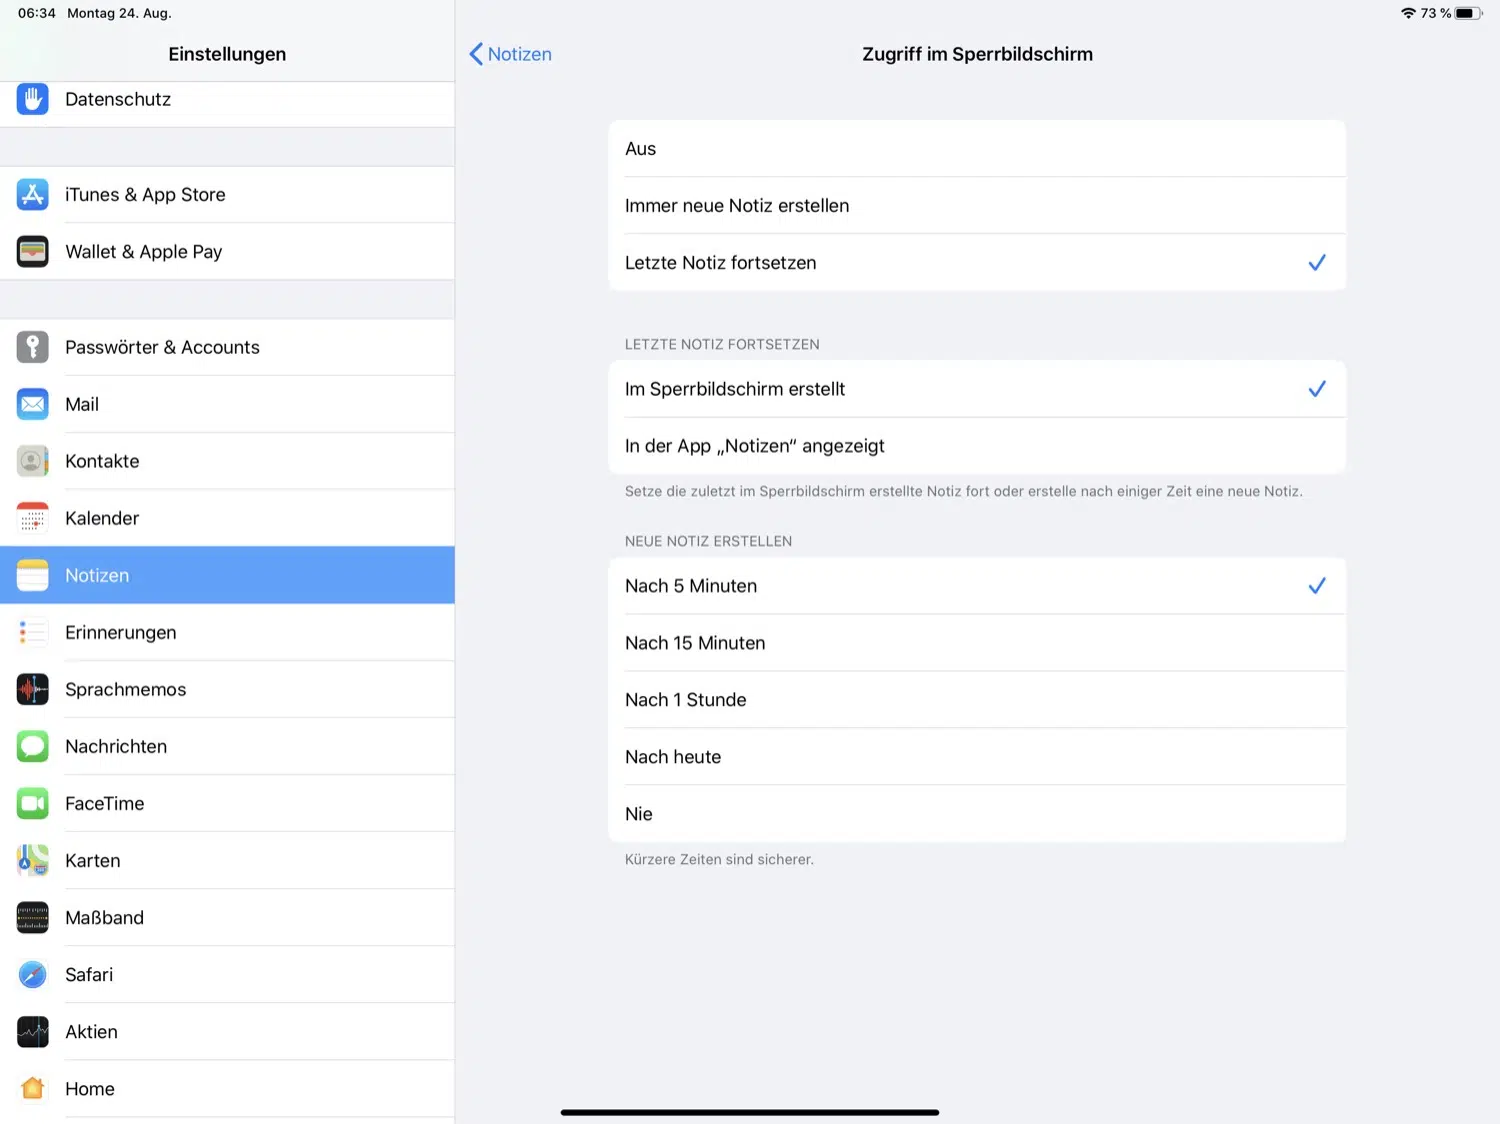 06:34 Montag 24. Aug.
73 %
Einstellungen
Datenschutz
iTunes & App Store
Wallet & Apple Pay
Passwörter & Accounts
Mail
Kontakte
Kalender
Notizen
Erinnerungen
Sprachmemos
Nachrichten
FaceTime
Karten
Maßband
Safari
Aktien
Home
Notizen
Zugriff im Sperrbildschirm
Aus
Immer neue Notiz erstellen
Letzte Notiz fortsetzen
LETZTE NOTIZ FORTSETZEN
Im Sperrbildschirm erstellt
In der App „Notizen“ angezeigt
Setze die zuletzt im Sperrbildschirm erstellte Notiz fort oder erstelle nach einiger Zeit eine neue Notiz.
NEUE NOTIZ ERSTELLEN
Nach 5 Minuten
Nach 15 Minuten
Nach 1 Stunde
Nach heute
Nie
Kürzere Zeiten sind sicherer.